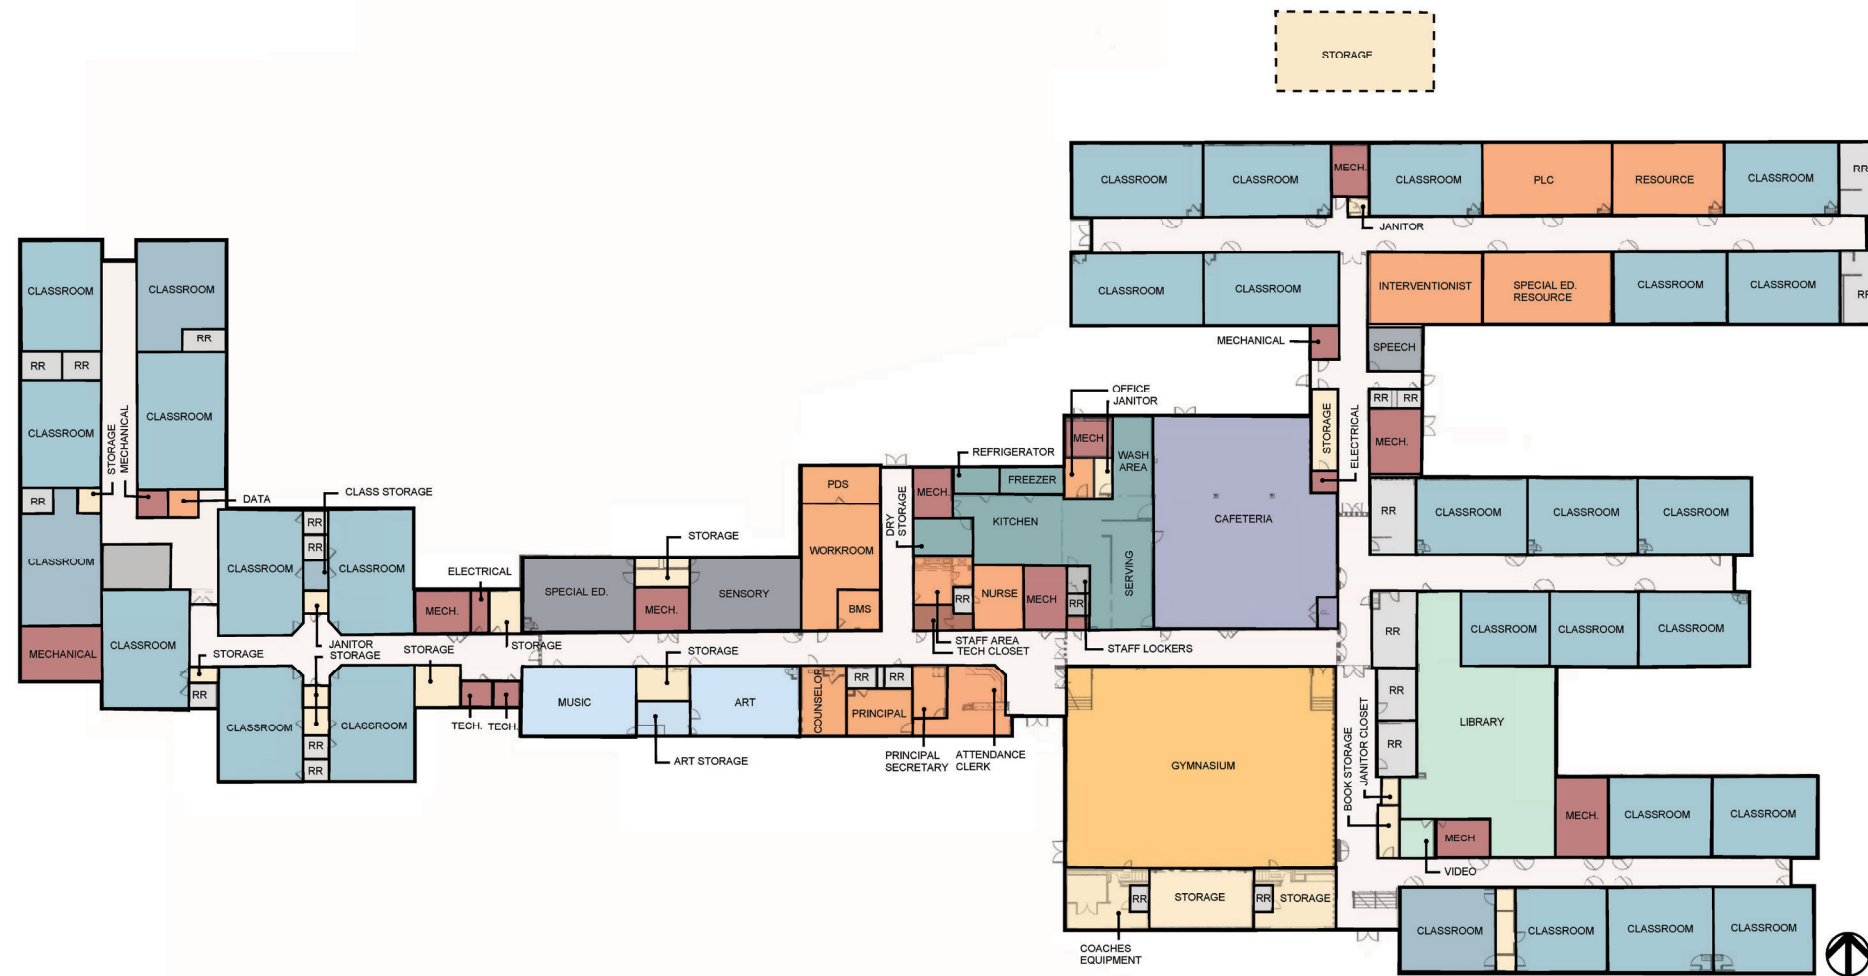 STORAGE
CLASSROOM
CLASSROOM
MECH.
CLASSROOM
PLC
RESOURCE
CLASSROOM
RR
JANITOR
CLASSROOM
CLASSROOM
INTERVENTIONIST
SPECIAL ED.
RESOURCE
CLASSROOM
CLASSROOM
RR
MECHANICAL
SPEECH
RR
RR
STORAGE
ELECTRICAL
MECH.
CLASSROOM
CLASSROOM
RR
RR
RR
CLASSROOM
CLASSROOM
STORAGE
MECHANICAL
RR
DATA
CLASSROOM
CLASS STORAGE
RR
RR
CLASSROOM
CLASSROOM
MECHANICAL
CLASSROOM
STORAGE
RR
JANITOR
STORAGE
CLASSROOM
CLASSROOM
RR
RR
STORAGE
MECH.
ELECTRICAL
STORAGE
TECH.
TECH.
SPECIAL ED.
STORAGE
MECH.
SENSORY
MUSIC
STORAGE
ART
ART STORAGE
PDS
WORKROOM
BMS
COUNSELOR
RR
RR
PRINCIPAL
PRINCIPAL
SECRETARY
ATTENDANCE
CLERK
OFFICE
JANITOR
MECH
WASH
AREA
REFRIGERATOR
FREEZER
MECH.
DRY
STORAGE
KITCHEN
SERVING
CAFETERIA
RR
NURSE
MECH
RR
STAFF AREA
TECH CLOSET
STAFF LOCKERS
GYMNASIUM
RR
STORAGE
RR
STORAGE
COACHES
EQUIPMENT
RR
CLASSROOM
CLASSROOM
CLASSROOM
RR
CLASSROOM
CLASSROOM
CLASSROOM
RR
LIBRARY
RR
BOOK STORAGE
JANITOR CLOSET
MECH
VIDEO
MECH.
CLASSROOM
CLASSROOM
CLASSROOM
CLASSROOM
CLASSROOM
CLASSROOM